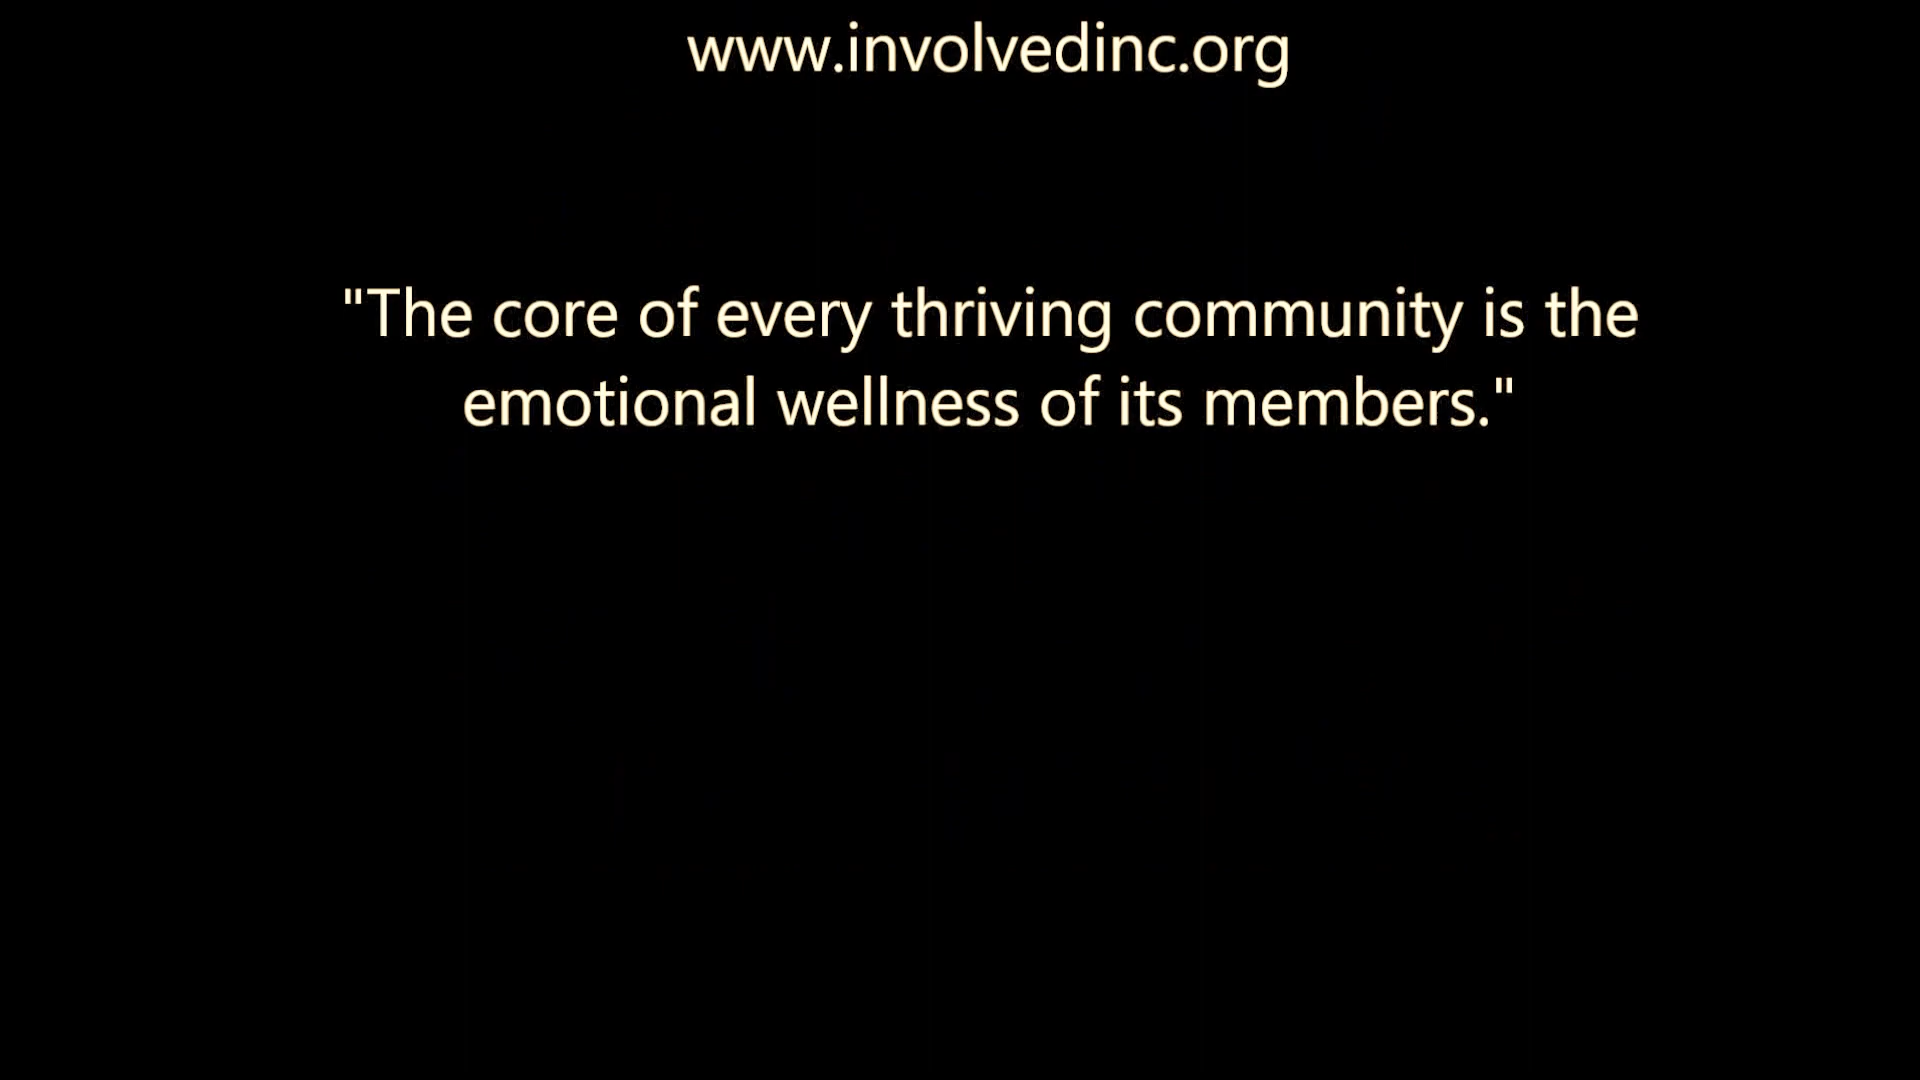 www.involvedinc.org
"The core of every thriving community is the
emotional wellness of its members."